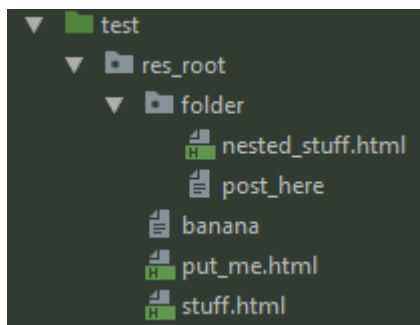 test
res_root
folder
nested_stuff.html
post_here
banana
put_me.html
stuff.html